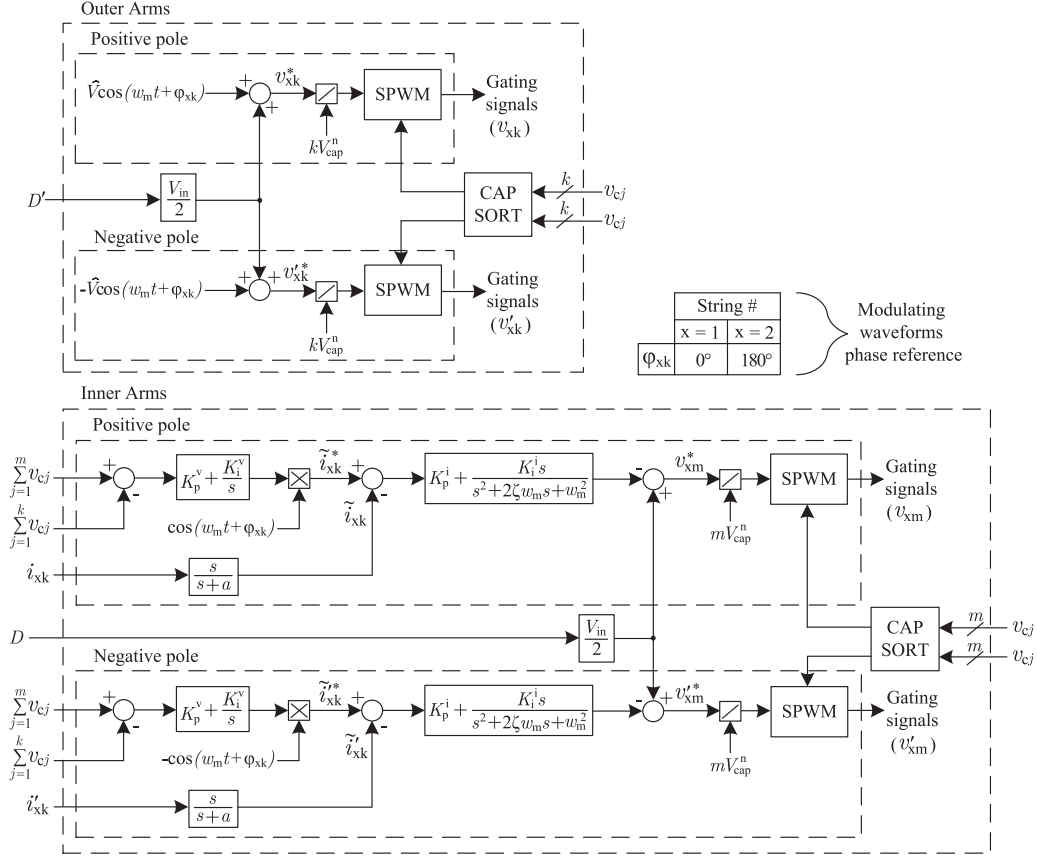 Outer Arms
Positive pole
V̂cos(wmt+φxk)
+
+
v*xk
kVⁿcap
SPWM
Gating
signals
(vxk)
D′
Vin
2
CAP
SORT
k
vcj
k
vcj
Negative pole
-V̂cos(wmt+φxk)
+
+
v′*xk
kVⁿcap
SPWM
Gating
signals
(v′xk)
String #
x = 1 x = 2
φxk 0° 180°
Modulating
waveforms
phase reference
Inner Arms
Positive pole
m∑j=1 vcj
+
-
k∑j=1 vcj
Kᵛp + Kᵛi/s
cos(wmt+φxk)
ĩ*xk
+
-
ĩxk
ixk
s/(s+a)
Kⁱp + Kⁱi s/(s²+2ζwms+w²m)
-
+
v*xm
mVⁿcap
SPWM
Gating
signals
(vxm)
D
Vin
2
CAP
SORT
m
vcj
m
vcj
Negative pole
m∑j=1 vcj
+
-
k∑j=1 vcj
Kᵛp + Kᵛi/s
-cos(wmt+φxk)
ĩ′*xk
+
-
ĩ′xk
i′xk
s/(s+a)
Kⁱp + Kⁱi s/(s²+2ζwms+w²m)
-
+
v′*xm
mVⁿcap
SPWM
Gating
signals
(v′xm)